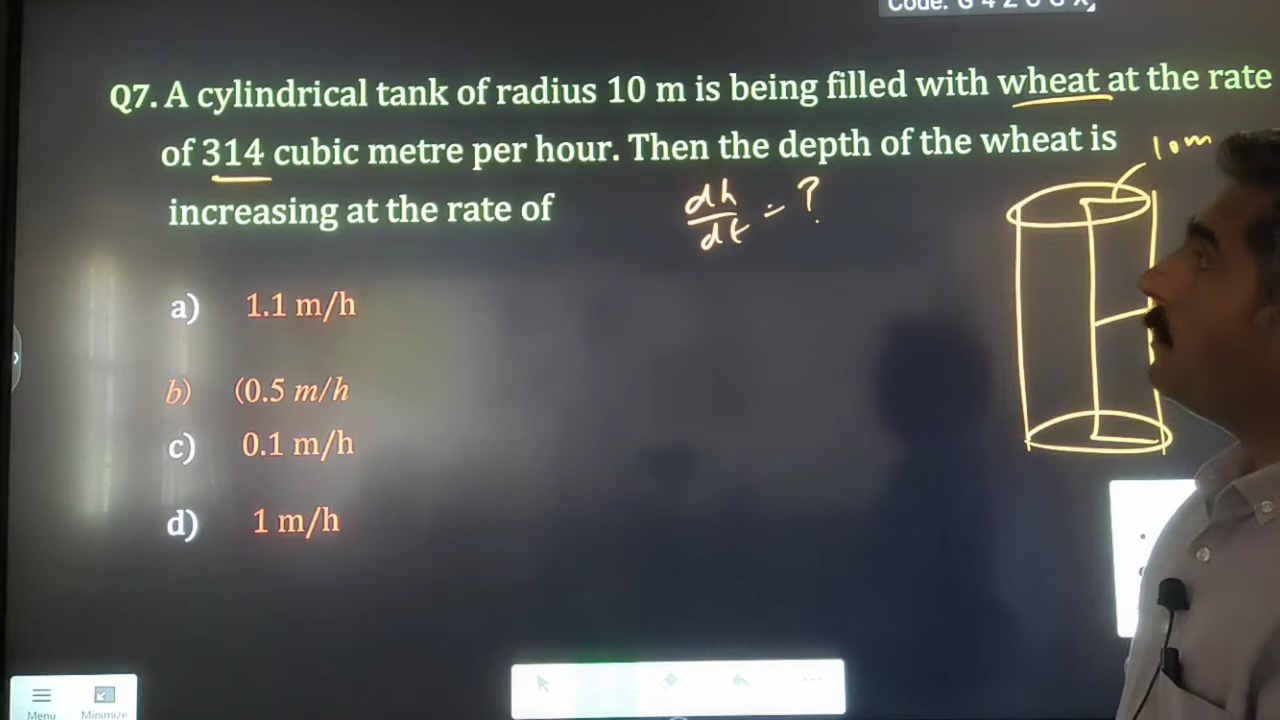 Code: G 4 Z
Q7. A cylindrical tank of radius 10 m is being filled with wheat at the rate
of 314 cubic metre per hour. Then the depth of the wheat is
10m
increasing at the rate of
dh/dt = ?
a) 1.1 m/h
b) (0.5 m/h
c) 0.1 m/h
d) 1 m/h
Menu Minimize